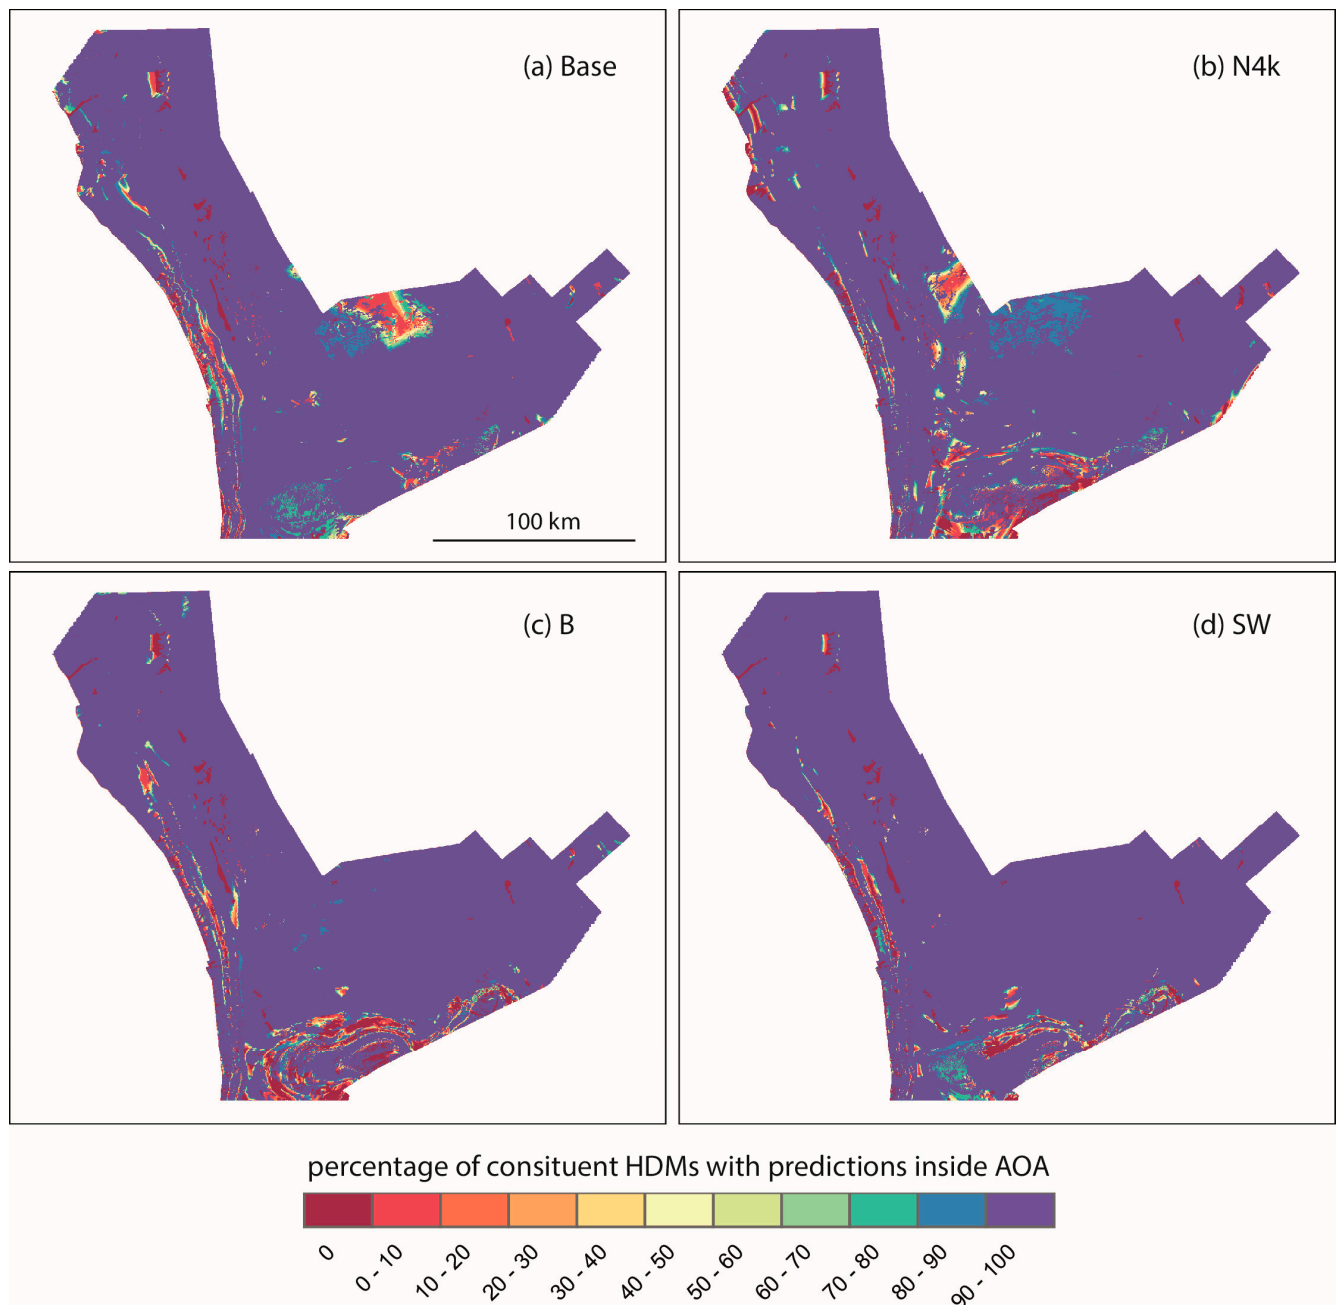 (a) Base
(b) N4k
100 km
(c) B
(d) SW
percentage of consituent HDMs with predictions inside AOA
0
0 - 10
10 - 20
20 - 30
30 - 40
40 - 50
50 - 60
60 - 70
70 - 80
80 - 90
90 - 100